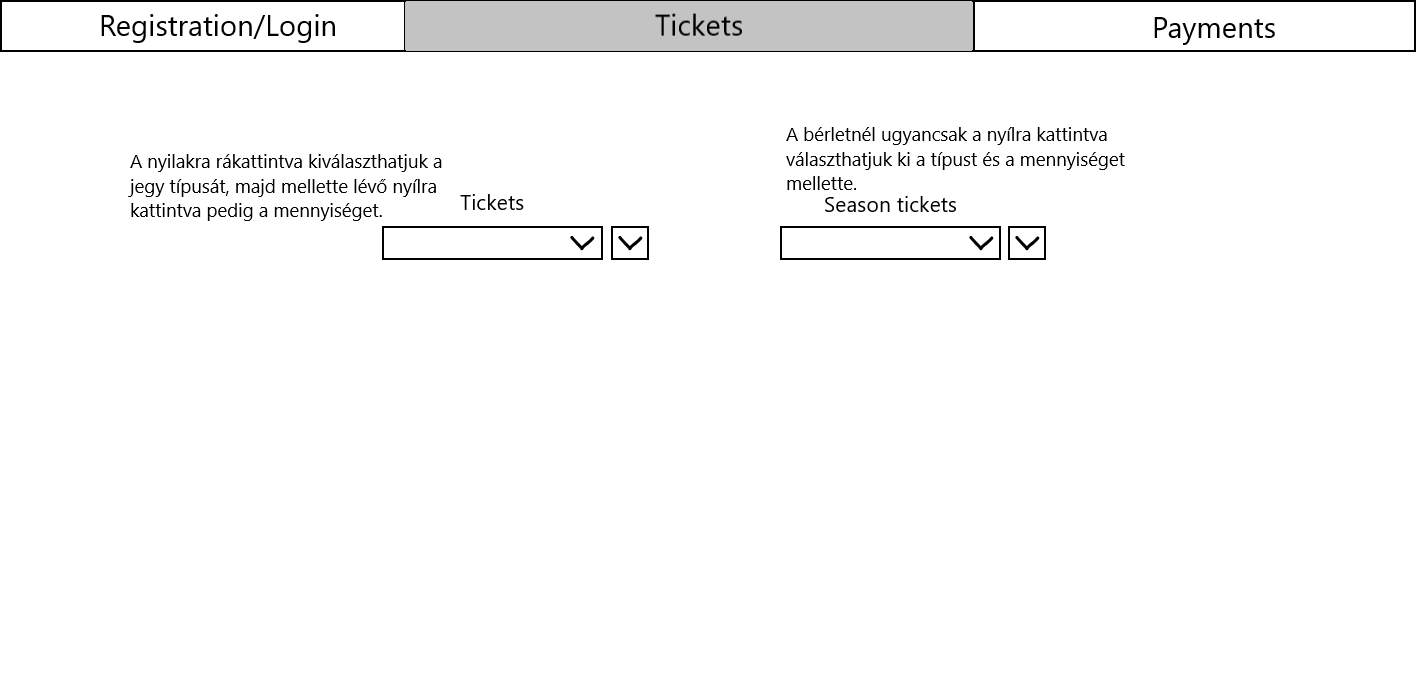 Registration/Login
Tickets
Payments
A nyilakra rákattintva kiválaszthatjuk a
jegy típusát, majd mellette lévő nyílra
kattintva pedig a mennyiséget.
Tickets
A bérletnél ugyancsak a nyílra kattintva
választhatjuk ki a típust és a mennyiséget
mellette.
Season tickets